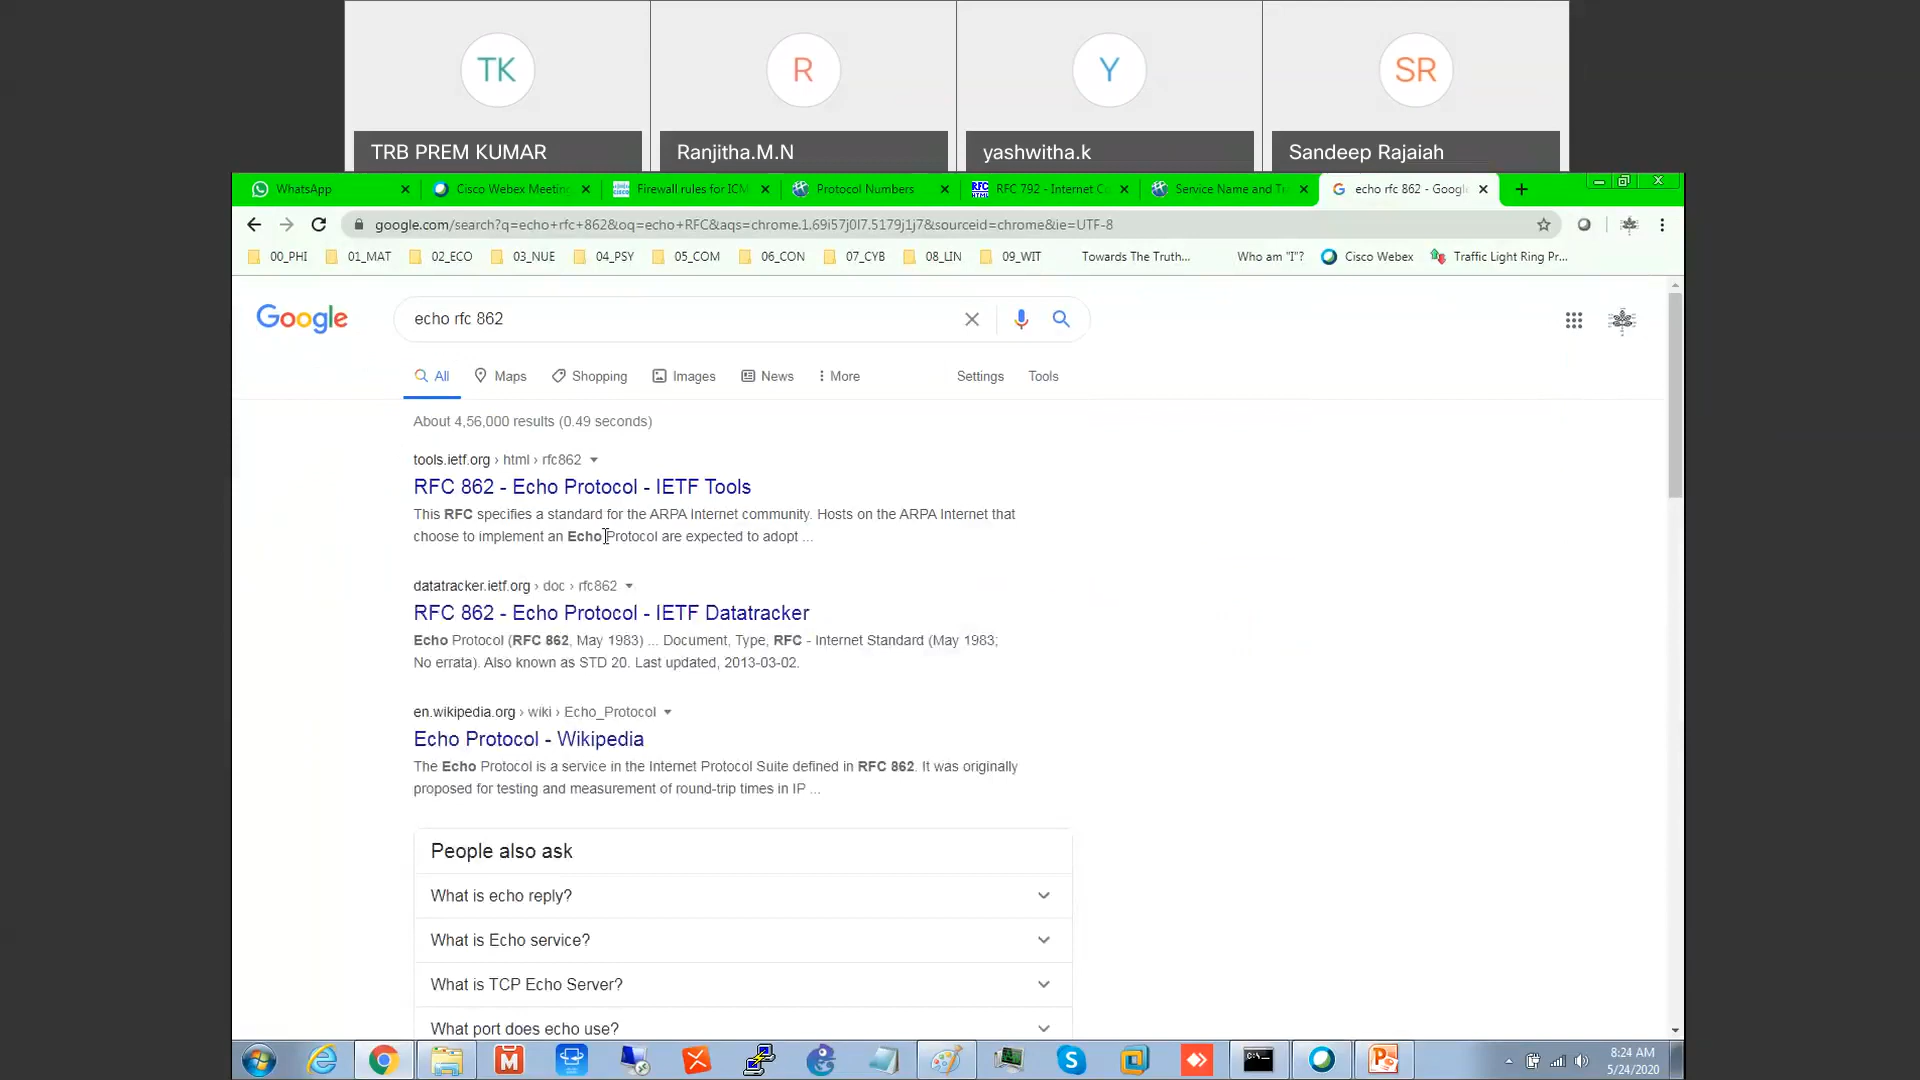 TK
R
Y
SR
TRB PREM KUMAR
Ranjitha.M.N
yashwitha.k
Sandeep Rajaiah
WhatsApp
Cisco Webex Meeting
Firewall rules for ICM
Protocol Numbers
RFC 792 - Internet Co
Service Name and Tr
echo rfc 862 - Google
google.com/search?q=echo+rfc+862&oq=echo+RFC&aqs=chrome.1.69i57j0l7.5179j1j7&sourceid=chrome&ie=UTF-8
00_PHI
01_MAT
02_ECO
03_NUE
04_PSY
05_COM
06_CON
07_CYB
08_LIN
09_WIT
Towards The Truth...
Who am "I"?
Cisco Webex
Traffic Light Ring Pr...
Google
echo rfc 862
All
Maps
Shopping
Images
News
More
Settings
Tools
About 4,56,000 results (0.49 seconds)
tools.ietf.org › html › rfc862
RFC 862 - Echo Protocol - IETF Tools
This RFC specifies a standard for the ARPA Internet community. Hosts on the ARPA Internet that
choose to implement an Echo Protocol are expected to adopt ...
datatracker.ietf.org › doc › rfc862
RFC 862 - Echo Protocol - IETF Datatracker
Echo Protocol (RFC 862, May 1983) ... Document, Type, RFC - Internet Standard (May 1983;
No errata). Also known as STD 20. Last updated, 2013-03-02.
en.wikipedia.org › wiki › Echo_Protocol
Echo Protocol - Wikipedia
The Echo Protocol is a service in the Internet Protocol Suite defined in RFC 862. It was originally
proposed for testing and measurement of round-trip times in IP ...
People also ask
What is echo reply?
What is Echo service?
What is TCP Echo Server?
What port does echo use?
8:24 AM
5/24/2020